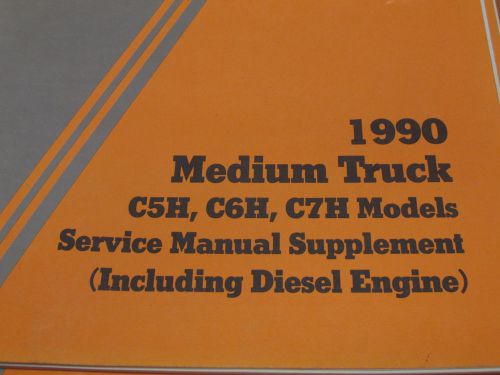 1990
Medium Truck
C5H, C6H, C7H Models
Service Manual Supplement
(Including Diesel Engine)